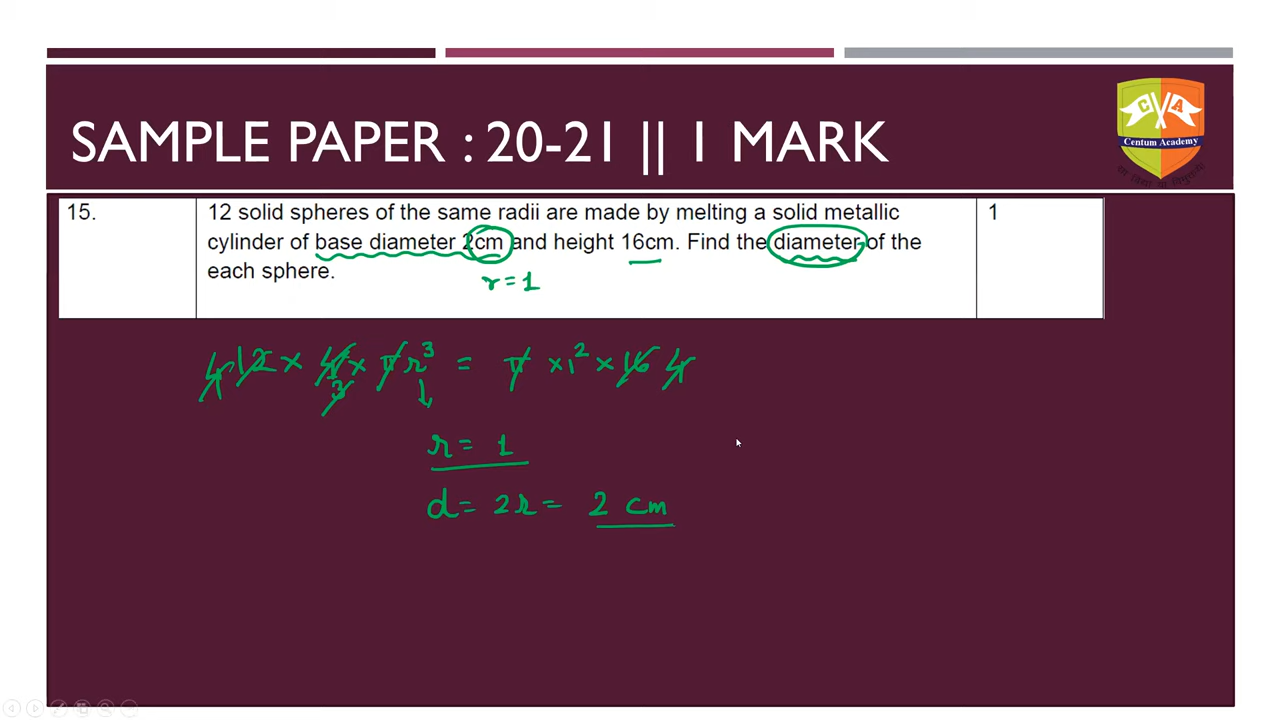 SAMPLE PAPER : 20-21 || 1 MARK
C A
Centum Academy
15.
12 solid spheres of the same radii are made by melting a solid metallic
cylinder of base diameter 2cm and height 16cm. Find the diameter of the
each sphere.
1
r = 1
4 12 × 4/3 × π r³ = π × 1² × 16 4
r = 1
d = 2r = 2 cm